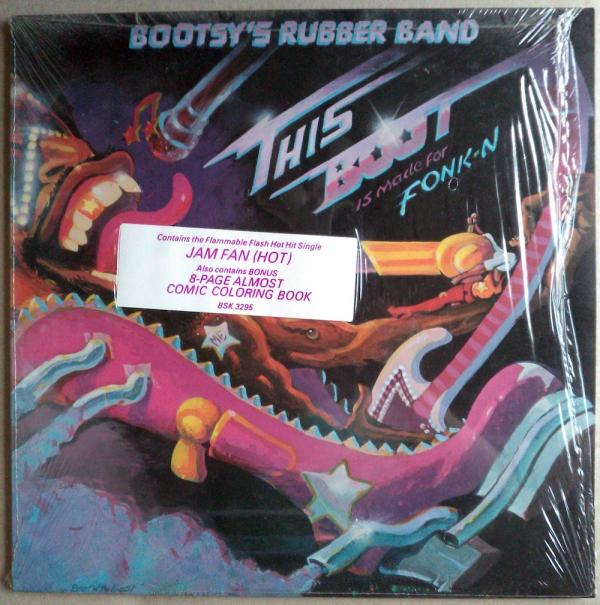 BOOTSY'S RUBBER BAND
THIS
BOOT
is made for
FONK-N
Contains the Flammable Flash Hot Hit Single
JAM FAN (HOT)
Also contains BONUS
8-PAGE ALMOST
COMIC COLORING BOOK
BSK 3295